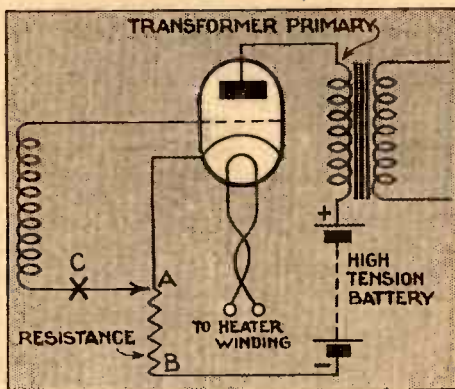 TRANSFORMER PRIMARY
C
A
+
HIGH
TENSION
BATTERY
TO HEATER
WINDING
RESISTANCE
B
-